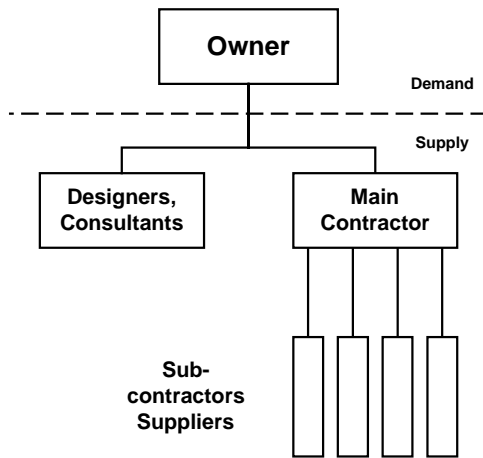 Owner
Demand
Supply
Designers,
Consultants
Main
Contractor
Sub-
contractors
Suppliers